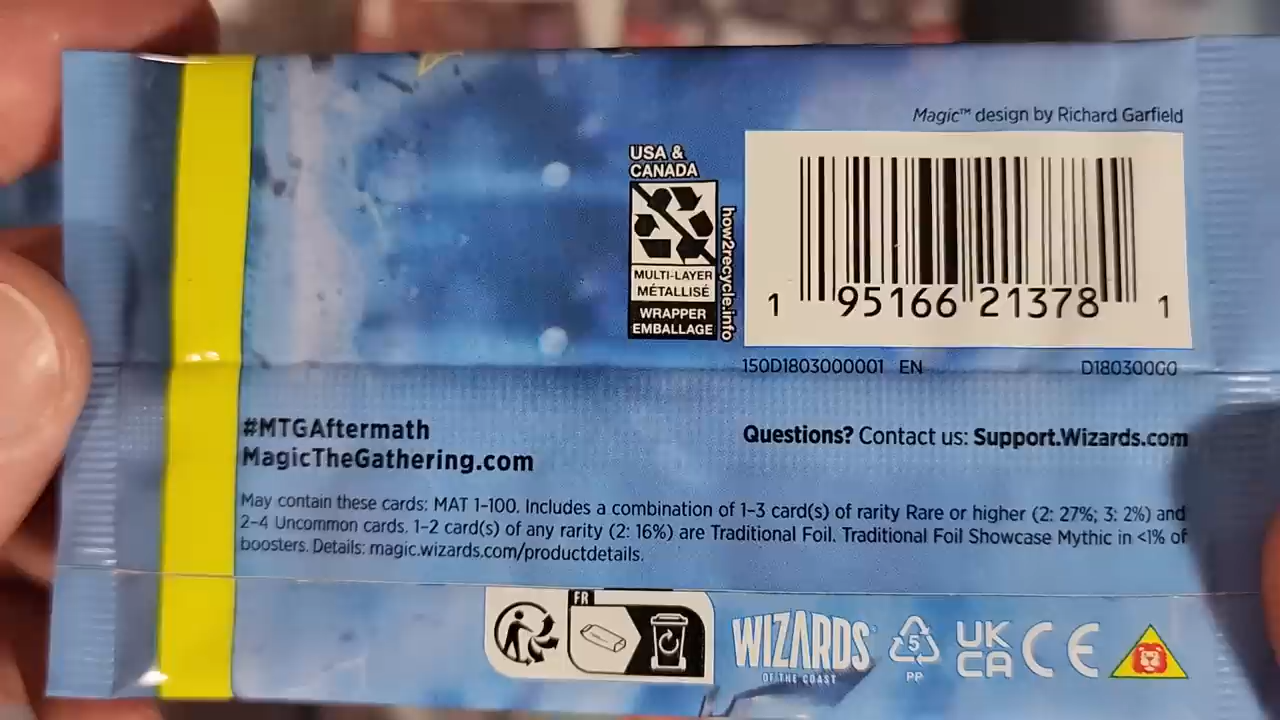 Magic™ design by Richard Garfield
USA &
CANADA
MULTI-LAYER
MÉTALLISÉ
WRAPPER
EMBALLAGE
how2recycle.info
1 95166 21378 1
150D1803000001 EN D1803000
#MTGAftermath
MagicTheGathering.com
Questions? Contact us: Support.Wizards.com
May contain these cards: MAT 1-100. Includes a combination of 1-3 card(s) of rarity Rare or higher (2: 27%; 3: 2%) and
2-4 Uncommon cards. 1-2 card(s) of any rarity (2: 16%) are Traditional Foil. Traditional Foil Showcase Mythic in <1% of
boosters. Details: magic.wizards.com/productdetails.
FR
WIZARDS
OF THE COAST
5
PP
UK
CA
CE